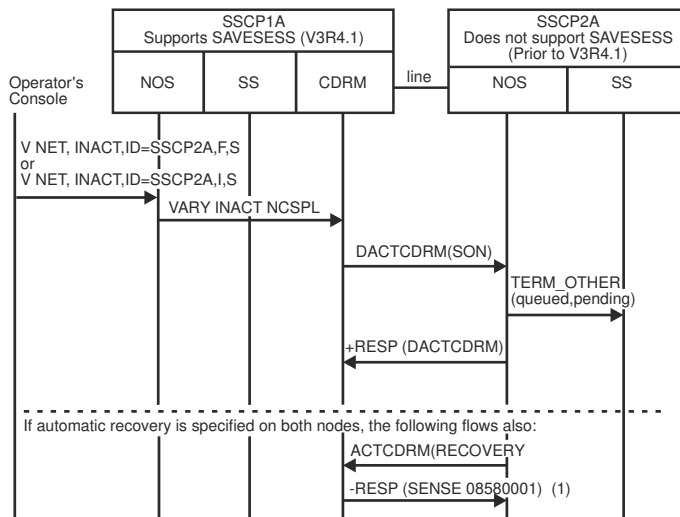 SSCP1A
Supports SAVESESS (V3R4.1)
SSCP2A
Does not support SAVESESS
(Prior to V3R4.1)
Operator's
Console
NOS
SS
CDRM
line
NOS
SS
V NET, INACT,ID=SSCP2A,F,S
or
V NET, INACT,ID=SSCP2A,I,S
VARY INACT NCSPL
DACTCDRM(SON)
TERM_OTHER
(queued,pending)
+RESP (DACTCDRM)
If automatic recovery is specified on both nodes, the following flows also:
ACTCDRM(RECOVERY
-RESP (SENSE 08580001) (1)